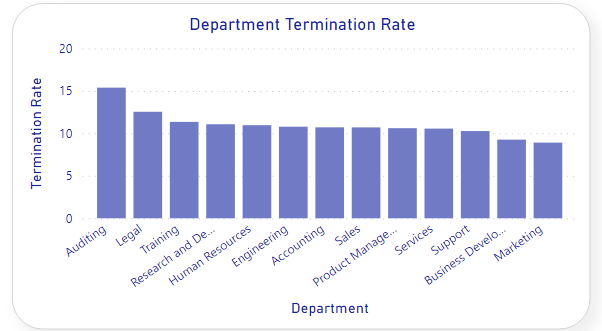 Department Termination Rate
Termination Rate
20
15
10
5
0
Auditing
Legal
Training
Research and De...
Human Resources
Engineering
Accounting
Sales
Product Manage...
Services
Support
Business Develo...
Marketing
Department